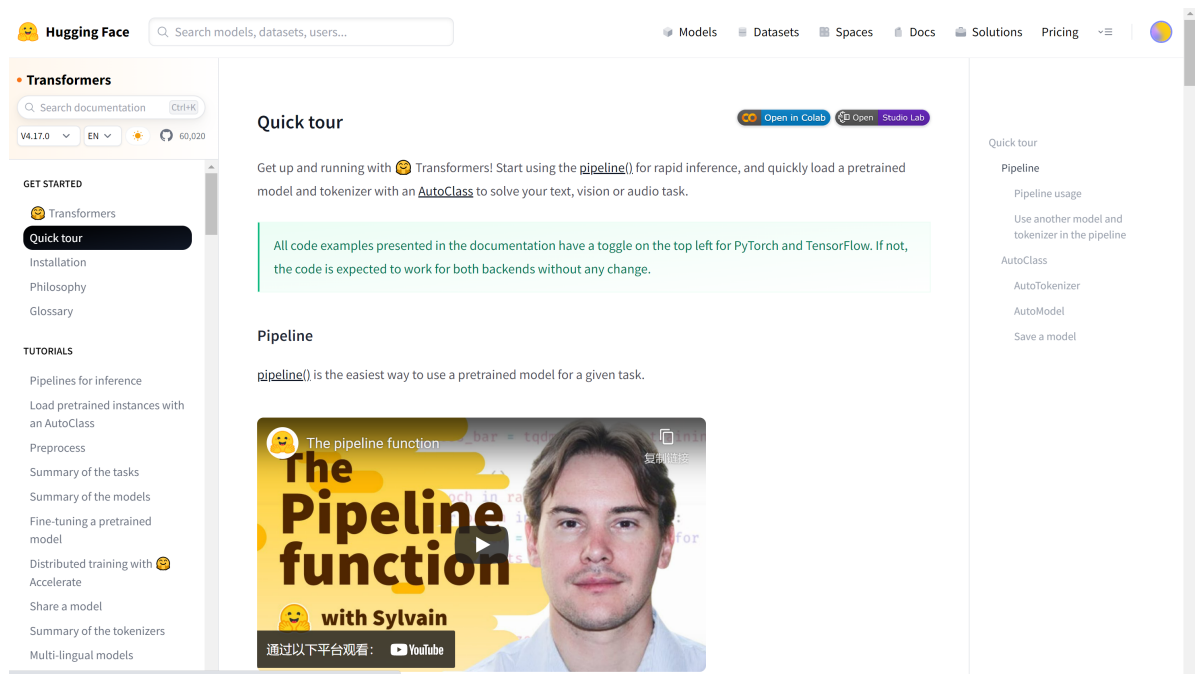 Hugging Face
Search models, datasets, users...
Models
Datasets
Spaces
Docs
Solutions
Pricing
Transformers
Search documentation
Ctrl+K
V4.17.0
EN
60,020
GET STARTED
Transformers
Quick tour
Installation
Philosophy
Glossary
TUTORIALS
Pipelines for inference
Load pretrained instances with
an AutoClass
Preprocess
Summary of the tasks
Summary of the models
Fine-tuning a pretrained
model
Distributed training with
Accelerate
Share a model
Summary of the tokenizers
Multi-lingual models
Quick tour
Open in Colab
Open Studio Lab
Get up and running with Transformers! Start using the pipeline() for rapid inference, and quickly load a pretrained
model and tokenizer with an AutoClass to solve your text, vision or audio task.
All code examples presented in the documentation have a toggle on the top left for PyTorch and TensorFlow. If not,
the code is expected to work for both backends without any change.
Pipeline
pipeline() is the easiest way to use a pretrained model for a given task.
The pipeline function
复制链接
The
Pipeline
function
with Sylvain
通过以下平台观看： YouTube
Quick tour
Pipeline
Pipeline usage
Use another model and
tokenizer in the pipeline
AutoClass
AutoTokenizer
AutoModel
Save a model